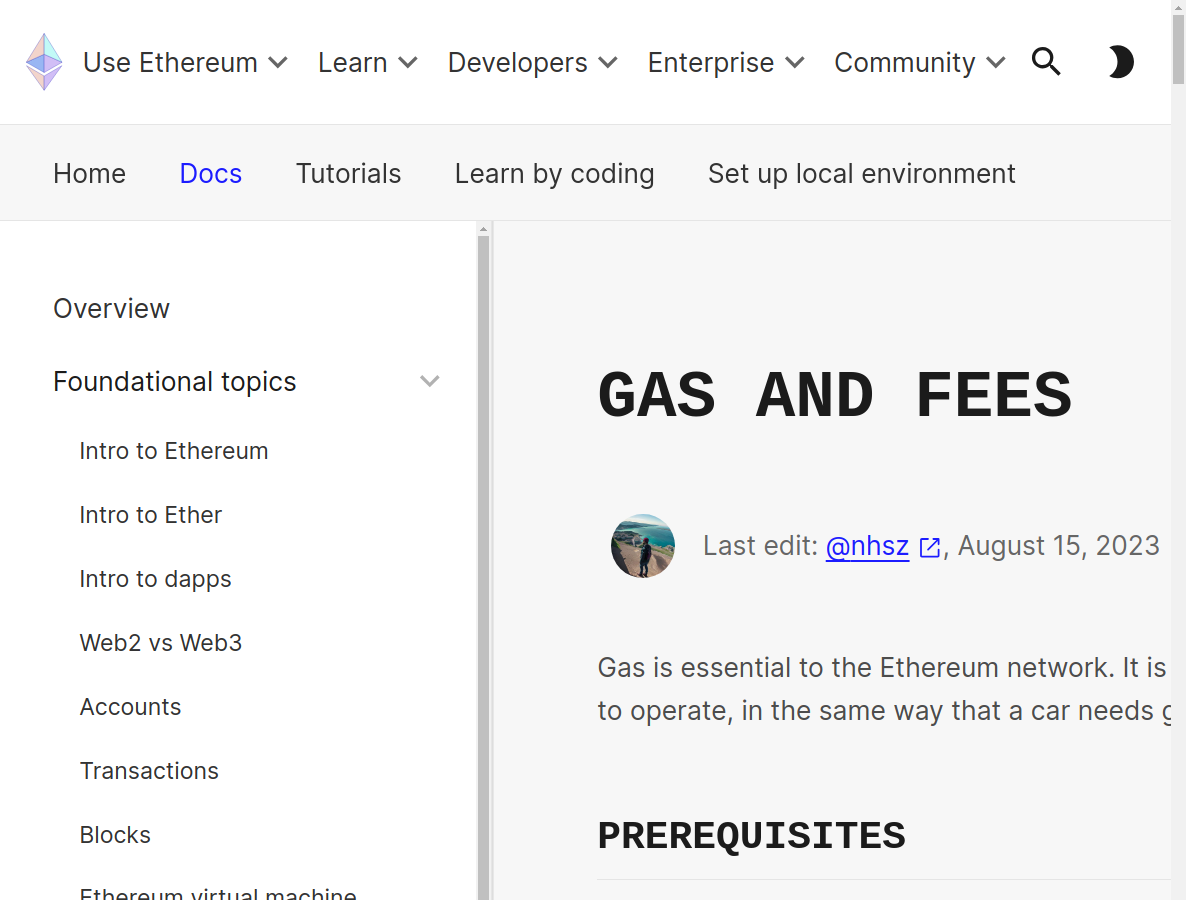 Use Ethereum Learn Developers Enterprise Community
Home Docs Tutorials Learn by coding Set up local environment
Overview
Foundational topics
Intro to Ethereum
Intro to Ether
Intro to dapps
Web2 vs Web3
Accounts
Transactions
Blocks
Ethereum virtual machine
GAS AND FEES
Last edit: @nhsz , August 15, 2023
Gas is essential to the Ethereum network. It is
to operate, in the same way that a car needs
PREREQUISITES